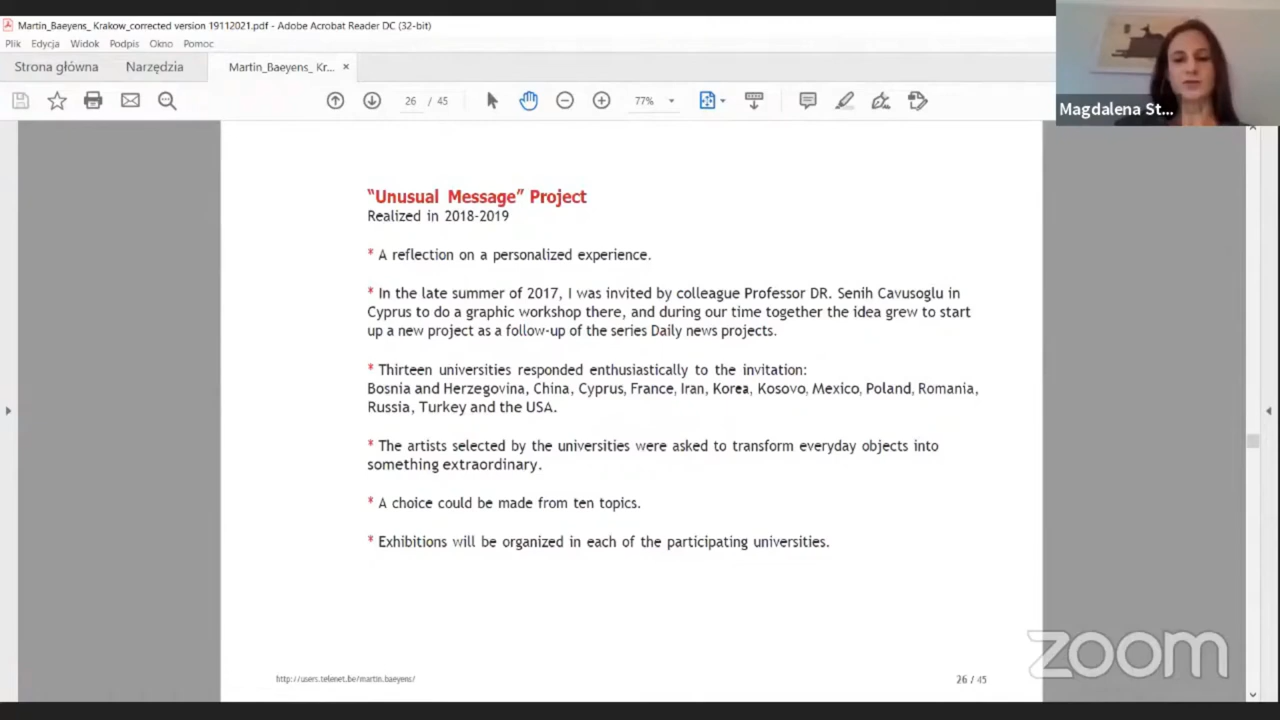 Martin_Baeyens_ Krakow_corrected version 19112021.pdf - Adobe Acrobat Reader DC (32-bit)
Plik Edycja Widok Podpis Okno Pomoc
Strona główna Narzędzia Martin_Baeyens_ Kr... ×
26 / 45 77%
Magdalena St...
“Unusual Message” Project
Realized in 2018-2019
* A reflection on a personalized experience.
* In the late summer of 2017, I was invited by colleague Professor DR. Senih Cavusoglu in
Cyprus to do a graphic workshop there, and during our time together the idea grew to start
up a new project as a follow-up of the series Daily news projects.
* Thirteen universities responded enthusiastically to the invitation:
Bosnia and Herzegovina, China, Cyprus, France, Iran, Korea, Kosovo, Mexico, Poland, Romania,
Russia, Turkey and the USA.
* The artists selected by the universities were asked to transform everyday objects into
something extraordinary.
* A choice could be made from ten topics.
* Exhibitions will be organized in each of the participating universities.
http://users.telenet.be/martin.baeyens/
26 / 45
zoom